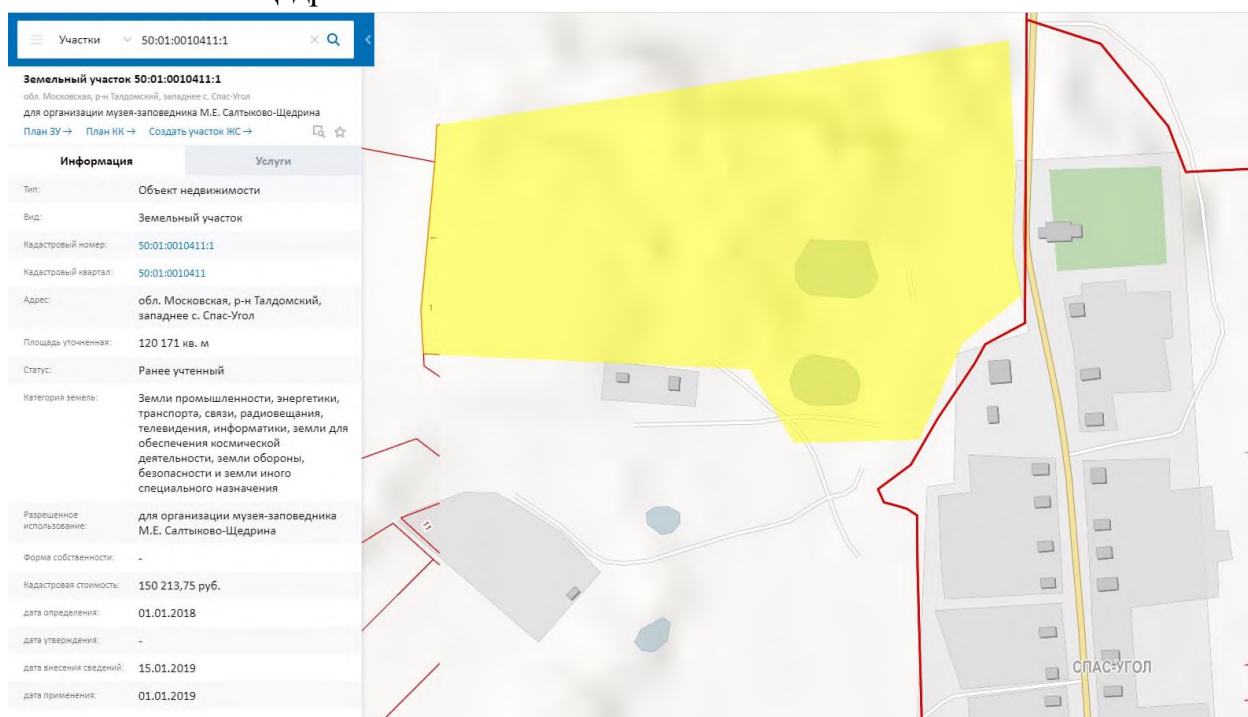 Участки 50:01:0010411:1
Земельный участок 50:01:0010411:1
обл. Московская, р-н Талдомский, западнее с. Спас-Угол
для организации музея-заповедника М.Е. Салтыково-Щедрина
План ЗУ → План КК → Создать участок ЖС →
Информация Услуги
Тип: Объект недвижимости
Вид: Земельный участок
Кадастровый номер: 50:01:0010411:1
Кадастровый квартал: 50:01:0010411
Адрес: обл. Московская, р-н Талдомский,
западнее с. Спас-Угол
Площадь уточненная: 120 171 кв. м
Статус: Ранее учтенный
Категория земель: Земли промышленности, энергетики,
транспорта, связи, радиовещания,
телевидения, информатики, земли для
обеспечения космической
деятельности, земли обороны,
безопасности и земли иного
специального назначения
Разрешенное
использование:
для организации музея-заповедника
М.Е. Салтыково-Щедрина
Форма собственности: -
Кадастровая стоимость: 150 213,75 руб.
дата определения: 01.01.2018
дата утверждения: -
дата внесения сведений: 15.01.2019
дата применения: 01.01.2019
1
11
СПАС-УГОЛ